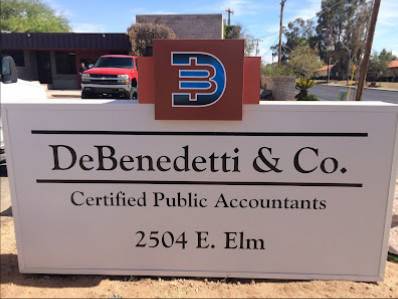 DeBenedetti & Co.
Certified Public Accountants
2504 E. Elm